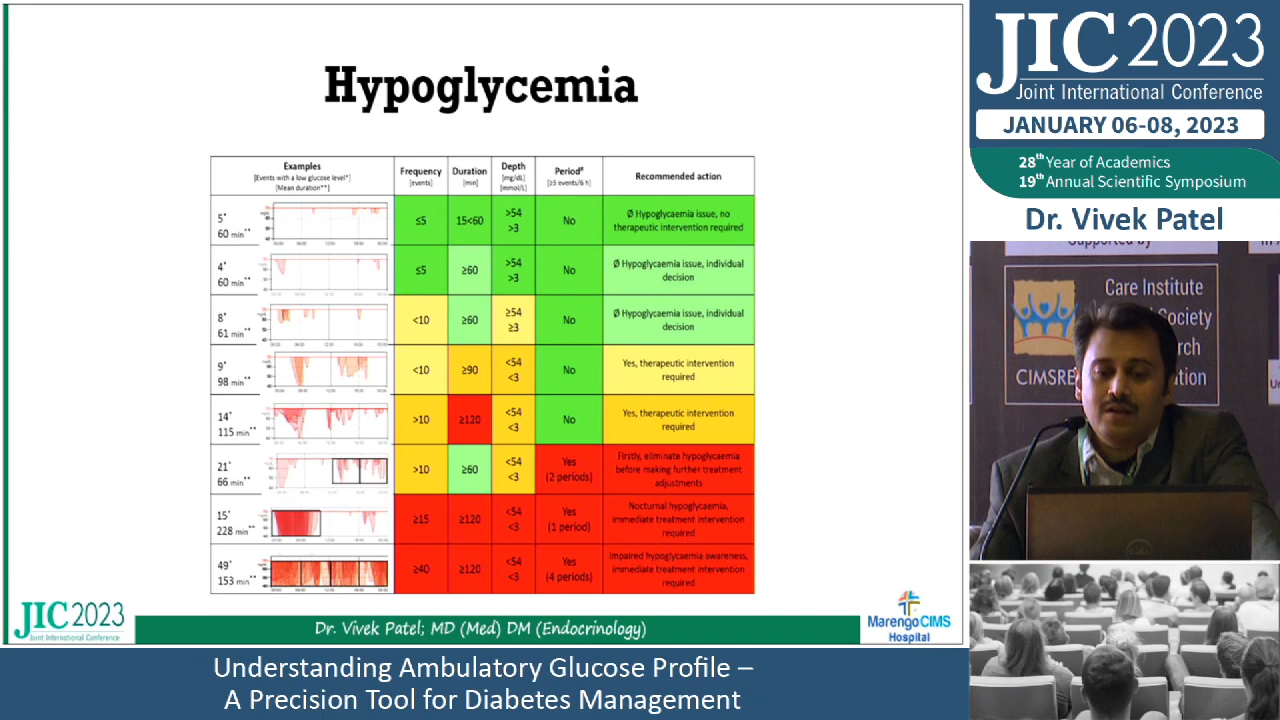 Hypoglycemia
Examples
[Events with a low glucose level*]
[Mean duration**]
Frequency
[events]
Duration
[min]
Depth
[mg/dL]
[mmol/L]
Period#
[≥5 events/6 h]
Recommended action
5*
60 min**
≤5
15<60
>54
>3
No
Ø Hypoglycaemia issue, no
therapeutic intervention required
4*
60 min**
≤5
≥60
>54
>3
No
Ø Hypoglycaemia issue, individual
decision
8*
61 min**
<10
≥60
≥54
≥3
No
Ø Hypoglycaemia issue, individual
decision
9*
98 min**
<10
≥90
<54
<3
No
Yes, therapeutic intervention
required
14*
115 min**
>10
≥120
<54
<3
No
Yes, therapeutic intervention
required
21*
66 min**
>10
≥60
<54
<3
Yes
(2 periods)
Firstly, eliminate hypoglycaemia
before making further treatment
adjustments
15*
228 min**
≥15
≥120
<54
<3
Yes
(1 period)
Nocturnal hypoglycaemia,
immediate treatment intervention
required
49*
153 min**
≥40
≥120
<54
<3
Yes
(4 periods)
Impaired hypoglycaemia awareness,
immediate treatment intervention
required
JIC2023
Joint International Conference
Dr. Vivek Patel; MD (Med) DM (Endocrinology)
Marengo CIMS
Hospital
Understanding Ambulatory Glucose Profile –
A Precision Tool for Diabetes Management
JIC2023
Joint International Conference
JANUARY 06-08, 2023
28th Year of Academics
19th Annual Scientific Symposium
Dr. Vivek Patel
Supported by
Care Institute
Society
CIMSRE